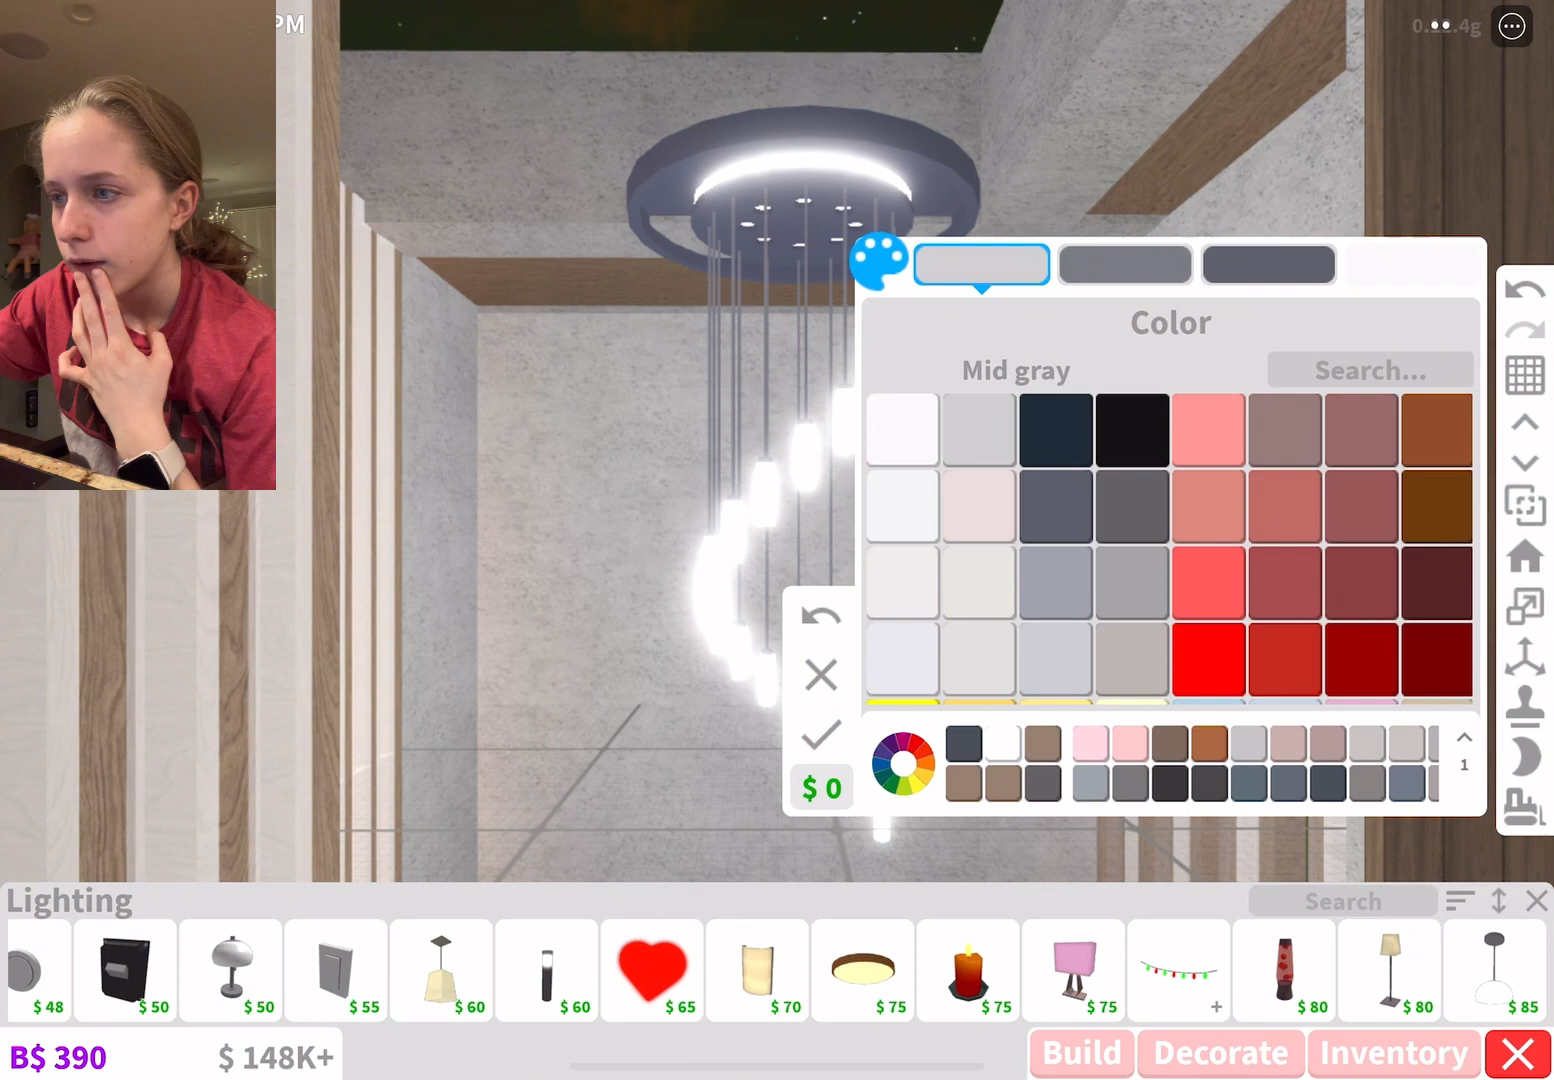 PM
Color
Mid gray
Search...
$ 0
1
Lighting
Search
$ 48
$ 50
$ 50
$ 55
$ 60
$ 60
$ 65
$ 70
$ 75
$ 75
$ 75
+
$ 80
$ 80
$ 85
B$ 390
$ 148K+
Build
Decorate
Inventory